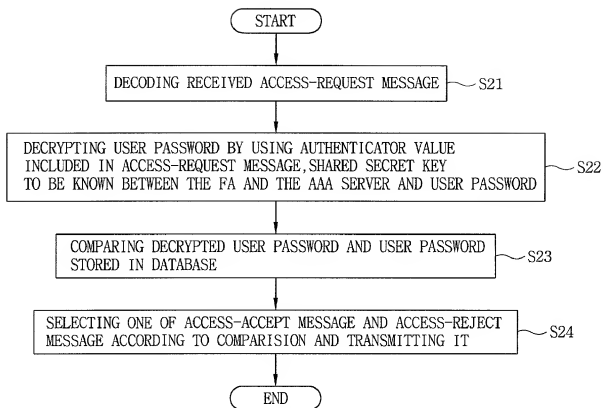 START
DECODING RECEIVED ACCESS-REQUEST MESSAGE
S21
DECRYPTING USER PASSWORD BY USING AUTHENTICATOR VALUE
INCLUDED IN ACCESS-REQUEST MESSAGE,SHARED SECRET KEY
TO BE KNOWN BETWEEN THE FA AND THE AAA SERVER AND USER PASSWORD
S22
COMPARING DECRYPTED USER PASSWORD AND USER PASSWORD
STORED IN DATABASE
S23
SELECTING ONE OF ACCESS-ACCEPT MESSAGE AND ACCESS-REJECT
MESSAGE ACCORDING TO COMPARISION AND TRANSMITTING IT
S24
END